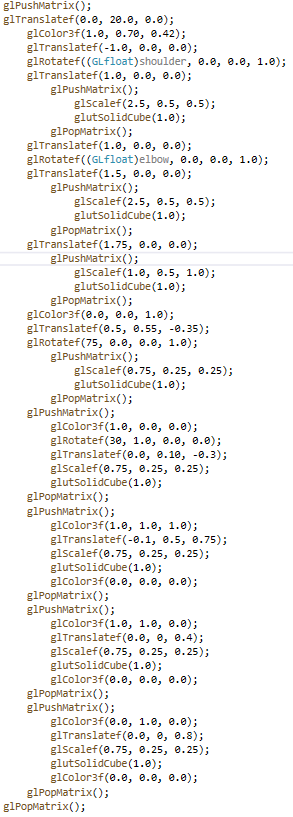 glPushMatrix();
glTranslatef(0.0, 20.0, 0.0);
glColor3f(1.0, 0.70, 0.42);
glTranslatef(-1.0, 0.0, 0.0);
glRotatef((GLfloat)shoulder, 0.0, 0.0, 1.0);
glTranslatef(1.0, 0.0, 0.0);
glPushMatrix();
glScalef(2.5, 0.5, 0.5);
glutSolidCube(1.0);
glPopMatrix();
glTranslatef(1.0, 0.0, 0.0);
glRotatef((GLfloat)elbow, 0.0, 0.0, 1.0);
glTranslatef(1.5, 0.0, 0.0);
glPushMatrix();
glScalef(2.5, 0.5, 0.5);
glutSolidCube(1.0);
glPopMatrix();
glTranslatef(1.75, 0.0, 0.0);
glPushMatrix();
glScalef(1.0, 0.5, 1.0);
glutSolidCube(1.0);
glPopMatrix();
glColor3f(0.0, 0.0, 1.0);
glTranslatef(0.5, 0.55, -0.35);
glRotatef(75, 0.0, 0.0, 1.0);
glPushMatrix();
glScalef(0.75, 0.25, 0.25);
glutSolidCube(1.0);
glPopMatrix();
glPushMatrix();
glColor3f(1.0, 0.0, 0.0);
glRotatef(30, 1.0, 0.0, 0.0);
glTranslatef(0.0, 0.10, -0.3);
glScalef(0.75, 0.25, 0.25);
glutSolidCube(1.0);
glPopMatrix();
glPushMatrix();
glColor3f(1.0, 1.0, 1.0);
glTranslatef(-0.1, 0.5, 0.75);
glScalef(0.75, 0.25, 0.25);
glutSolidCube(1.0);
glColor3f(0.0, 0.0, 0.0);
glPopMatrix();
glPushMatrix();
glColor3f(1.0, 1.0, 0.0);
glTranslatef(0.0, 0, 0.4);
glScalef(0.75, 0.25, 0.25);
glutSolidCube(1.0);
glColor3f(0.0, 0.0, 0.0);
glPopMatrix();
glPushMatrix();
glColor3f(0.0, 1.0, 0.0);
glTranslatef(0.0, 0, 0.8);
glScalef(0.75, 0.25, 0.25);
glutSolidCube(1.0);
glColor3f(0.0, 0.0, 0.0);
glPopMatrix();
glPopMatrix();